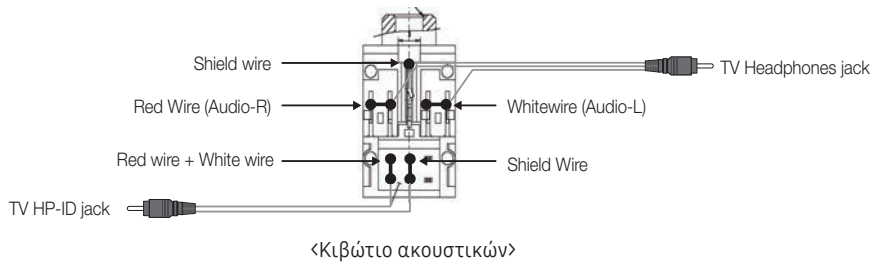 Shield wire
TV Headphones jack
Red Wire (Audio-R)
Whitewire (Audio-L)
Red wire + White wire
Shield Wire
TV HP-ID jack
<Κιβώτιο ακουστικών>